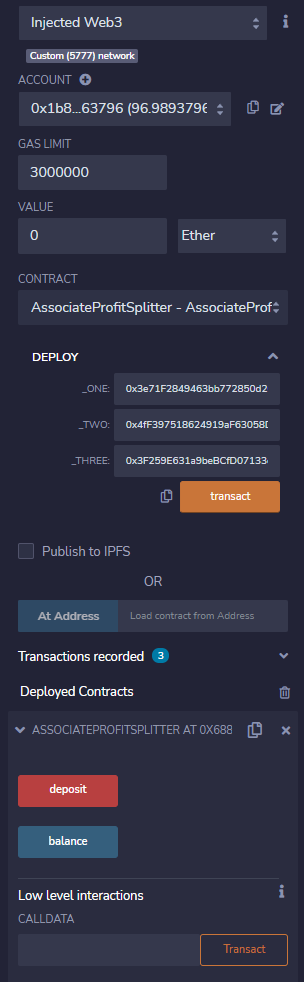 Injected Web3
Custom (5777) network
ACCOUNT
0x1b8...63796 (96.9893796
GAS LIMIT
3000000
VALUE
0
Ether
CONTRACT
AssociateProfitSplitter - AssociateProf
DEPLOY
_ONE: 0x3e71F2849463bb772850d2
_TWO: 0x4fF397518624919aF63058D
_THREE: 0x3F259E631a9beBCfD07133
transact
Publish to IPFS
OR
At Address
Load contract from Address
Transactions recorded 3
Deployed Contracts
ASSOCIATEPROFITSPLITTER AT 0X688
deposit
balance
Low level interactions
CALLDATA
Transact